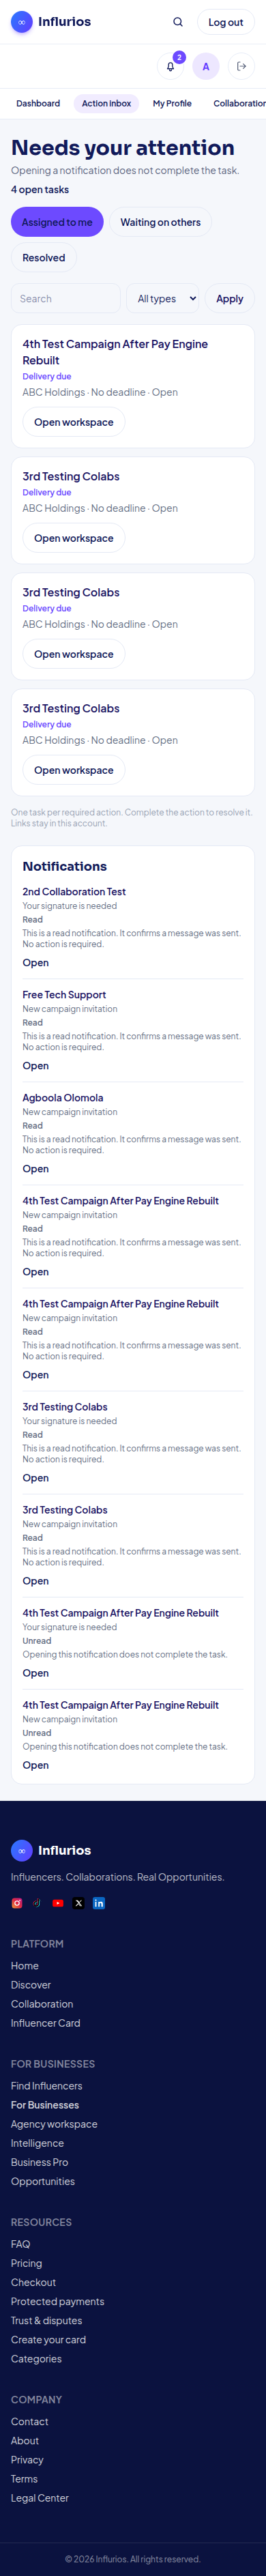 Influrios
Log out
2
A
Dashboard
Action inbox
My Profile
Collaboration
Needs your attention
Opening a notification does not complete the task.
4 open tasks
Assigned to me
Waiting on others
Resolved
Search
All types
Apply
4th Test Campaign After Pay Engine
Rebuilt
Delivery due
ABC Holdings · No deadline · Open
Open workspace
3rd Testing Colabs
Delivery due
ABC Holdings · No deadline · Open
Open workspace
3rd Testing Colabs
Delivery due
ABC Holdings · No deadline · Open
Open workspace
3rd Testing Colabs
Delivery due
ABC Holdings · No deadline · Open
Open workspace
One task per required action. Complete the action to resolve it.
Links stay in this account.
Notifications
2nd Collaboration Test
Your signature is needed
Read
This is a read notification. It confirms a message was sent.
No action is required.
Open
Free Tech Support
New campaign invitation
Read
This is a read notification. It confirms a message was sent.
No action is required.
Open
Agboola Olomola
New campaign invitation
Read
This is a read notification. It confirms a message was sent.
No action is required.
Open
4th Test Campaign After Pay Engine Rebuilt
New campaign invitation
Read
This is a read notification. It confirms a message was sent.
No action is required.
Open
4th Test Campaign After Pay Engine Rebuilt
New campaign invitation
Read
This is a read notification. It confirms a message was sent.
No action is required.
Open
3rd Testing Colabs
Your signature is needed
Read
This is a read notification. It confirms a message was sent.
No action is required.
Open
3rd Testing Colabs
New campaign invitation
Read
This is a read notification. It confirms a message was sent.
No action is required.
Open
4th Test Campaign After Pay Engine Rebuilt
Your signature is needed
Unread
Opening this notification does not complete the task.
Open
4th Test Campaign After Pay Engine Rebuilt
New campaign invitation
Unread
Opening this notification does not complete the task.
Open
Influrios
Influencers. Collaborations. Real Opportunities.
PLATFORM
Home
Discover
Collaboration
Influencer Card
FOR BUSINESSES
Find Influencers
For Businesses
Agency workspace
Intelligence
Business Pro
Opportunities
RESOURCES
FAQ
Pricing
Checkout
Protected payments
Trust & disputes
Create your card
Categories
COMPANY
Contact
About
Privacy
Terms
Legal Center
© 2026 Influrios. All rights reserved.